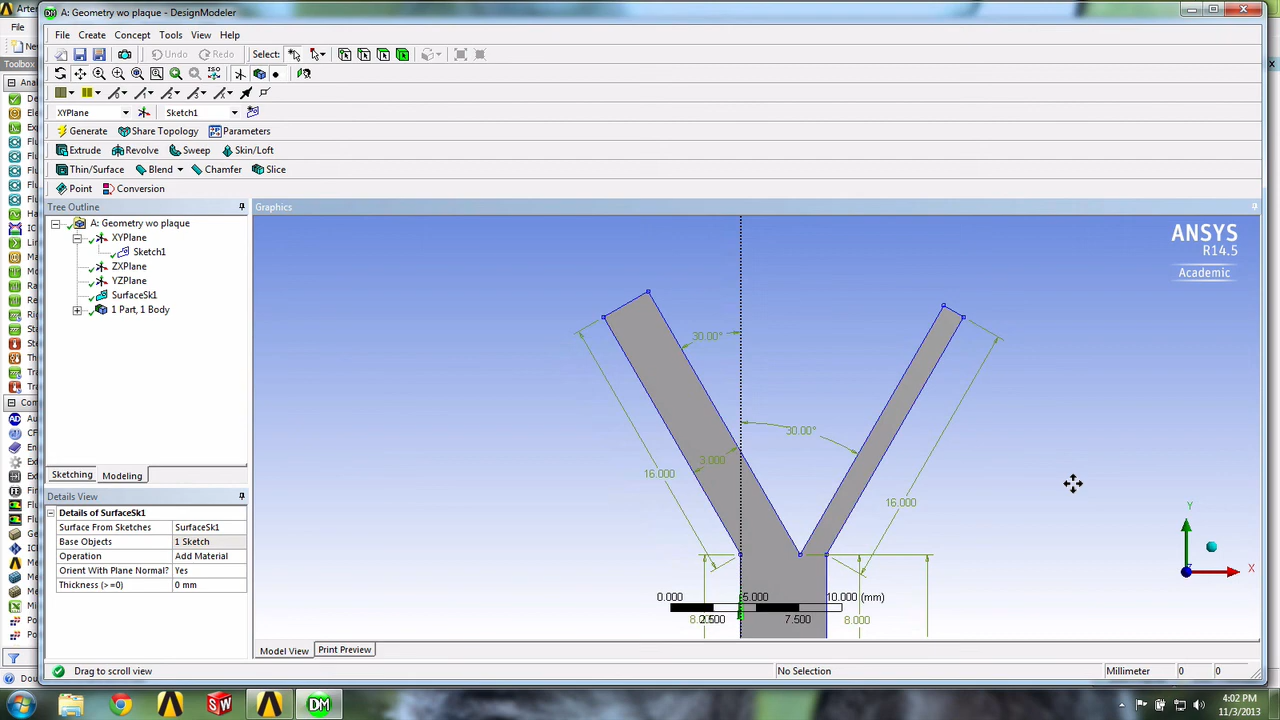 A: Geometry wo plaque - DesignModeler
File Create Concept Tools View Help
Undo Redo Select:
ISO
XYPlane Sketch1
Generate Share Topology Parameters
Extrude Revolve Sweep Skin/Loft
Thin/Surface Blend Chamfer Slice
Point Conversion
Tree Outline
A: Geometry wo plaque
XYPlane
Sketch1
ZXPlane
YZPlane
SurfaceSk1
1 Part, 1 Body
Sketching Modeling
Details View
Details of SurfaceSk1
Surface From Sketches SurfaceSk1
Base Objects 1 Sketch
Operation Add Material
Orient With Plane Normal? Yes
Thickness (>=0) 0 mm
Graphics
ANSYS
R14.5
Academic
30.00°
30.00°
3.000
16.000
16.000
0.000 5.000 10.000 (mm)
2.500 7.500
8.000
Y
X
Model View Print Preview
Drag to scroll view No Selection Millimeter 0 0
File
Toolbox
4:02 PM
11/3/2013